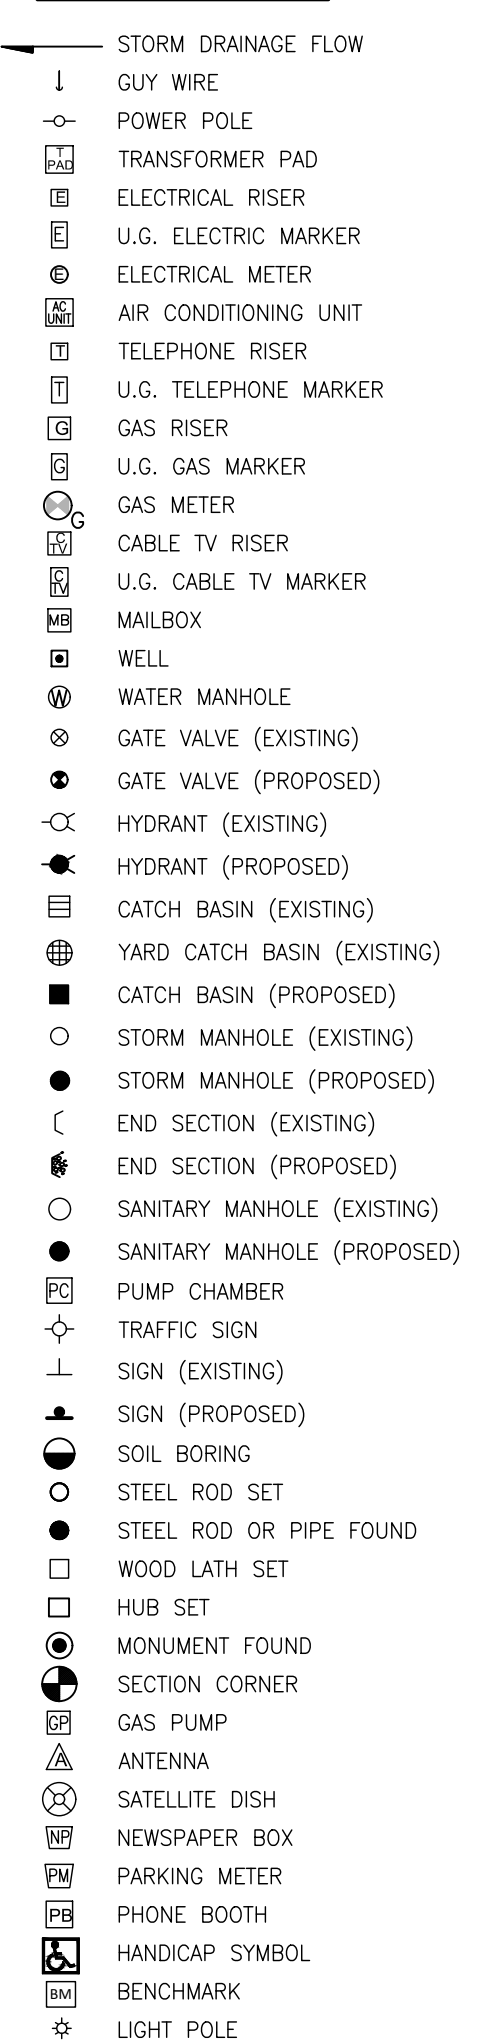 STORM DRAINAGE FLOW
GUY WIRE
POWER POLE
T PAD TRANSFORMER PAD
E ELECTRICAL RISER
E U.G. ELECTRIC MARKER
E ELECTRICAL METER
AC UNIT AIR CONDITIONING UNIT
T TELEPHONE RISER
T U.G. TELEPHONE MARKER
G GAS RISER
G U.G. GAS MARKER
G GAS METER
C TV CABLE TV RISER
C TV U.G. CABLE TV MARKER
MB MAILBOX
WELL
W WATER MANHOLE
GATE VALVE (EXISTING)
GATE VALVE (PROPOSED)
HYDRANT (EXISTING)
HYDRANT (PROPOSED)
CATCH BASIN (EXISTING)
YARD CATCH BASIN (EXISTING)
CATCH BASIN (PROPOSED)
STORM MANHOLE (EXISTING)
STORM MANHOLE (PROPOSED)
END SECTION (EXISTING)
END SECTION (PROPOSED)
SANITARY MANHOLE (EXISTING)
SANITARY MANHOLE (PROPOSED)
PC PUMP CHAMBER
TRAFFIC SIGN
SIGN (EXISTING)
SIGN (PROPOSED)
SOIL BORING
STEEL ROD SET
STEEL ROD OR PIPE FOUND
WOOD LATH SET
HUB SET
MONUMENT FOUND
SECTION CORNER
GP GAS PUMP
A ANTENNA
SATELLITE DISH
NP NEWSPAPER BOX
PM PARKING METER
PB PHONE BOOTH
HANDICAP SYMBOL
BM BENCHMARK
LIGHT POLE